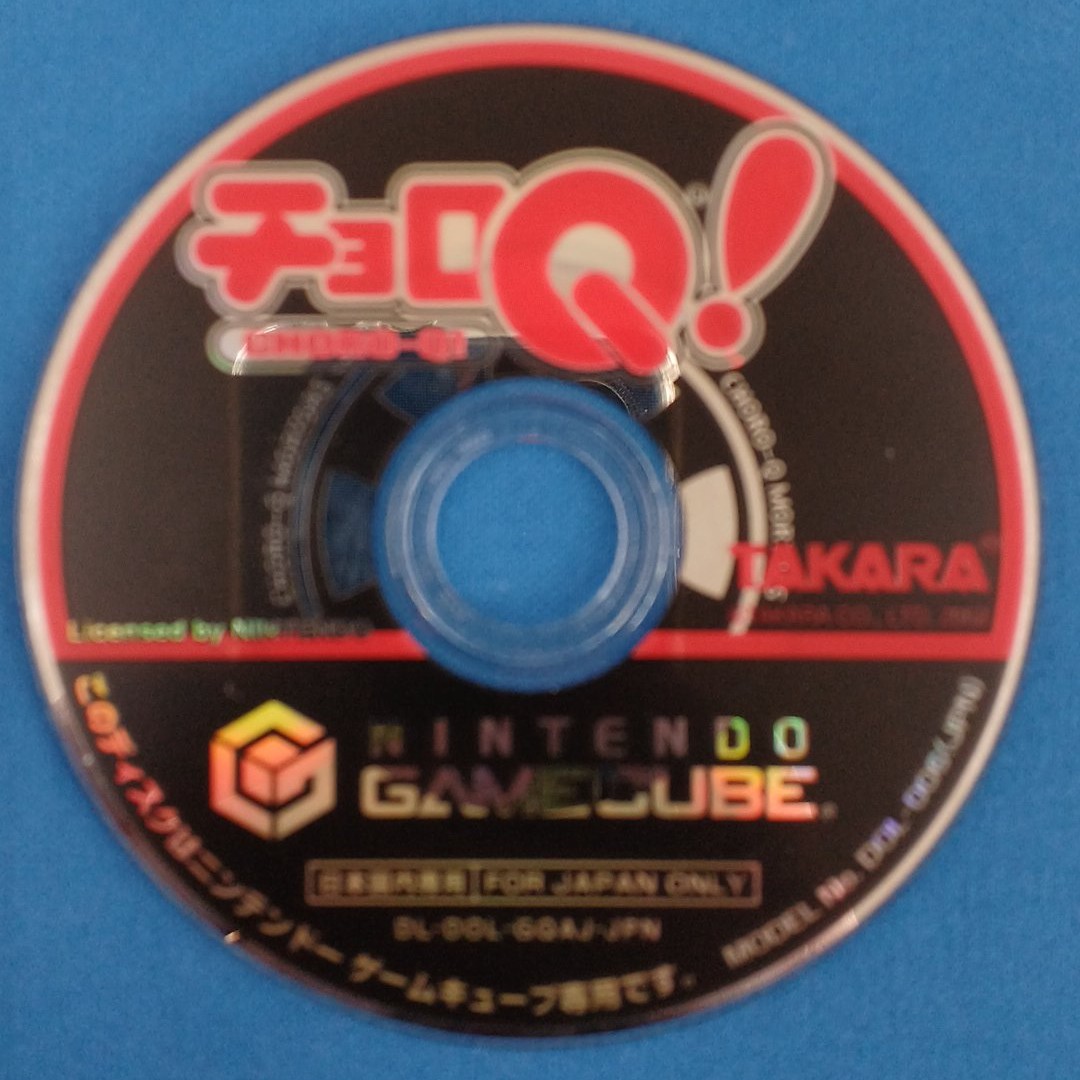 チョロQ!
CHORO-Q!
TAKARA
Licensed by NINTENDO
NINTENDO
GAMECUBE
日本国内専用 FOR JAPAN ONLY
DL-DOL-GQAJ-JPN
このディスクはニンテンドー ゲームキューブ専用です。